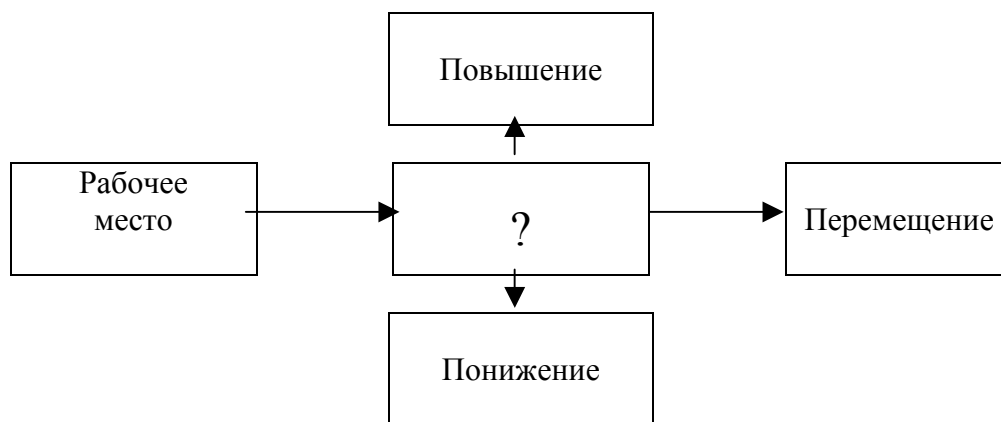 Повышение
Рабочее
место
?
Перемещение
Понижение